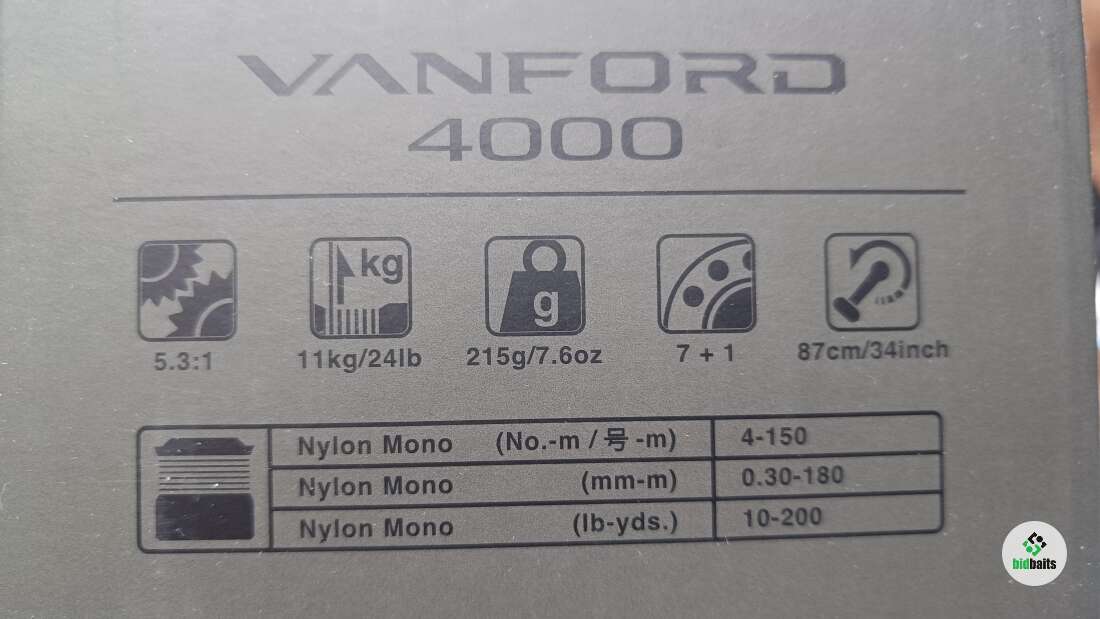 VANFORD
4000
kg
g
5.3:1 11kg/24lb 215g/7.6oz 7 + 1 87cm/34inch
Nylon Mono (No.-m / 号 -m) 4-150
Nylon Mono (mm-m) 0.30-180
Nylon Mono (lb-yds.) 10-200
bidbaits